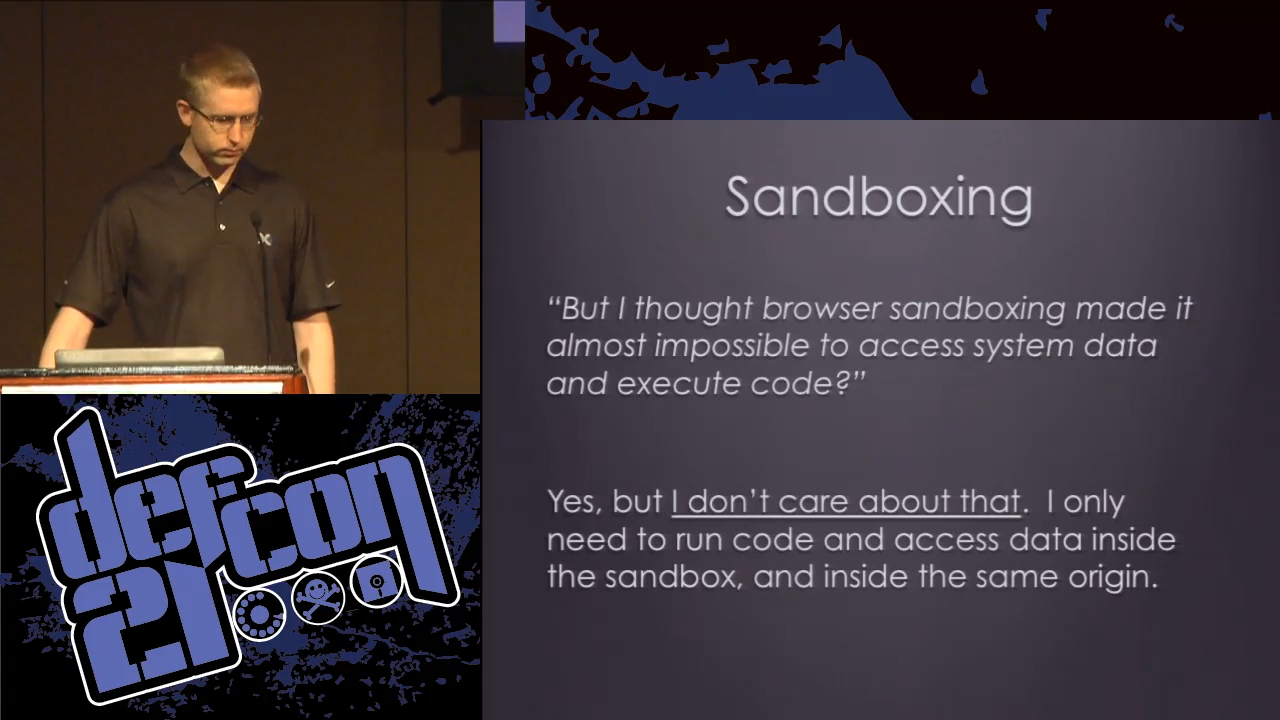 Sandboxing
“But I thought browser sandboxing made it
almost impossible to access system data
and execute code?”
Yes, but I don’t care about that.  I only
need to run code and access data inside
the sandbox, and inside the same origin.
defcon
21